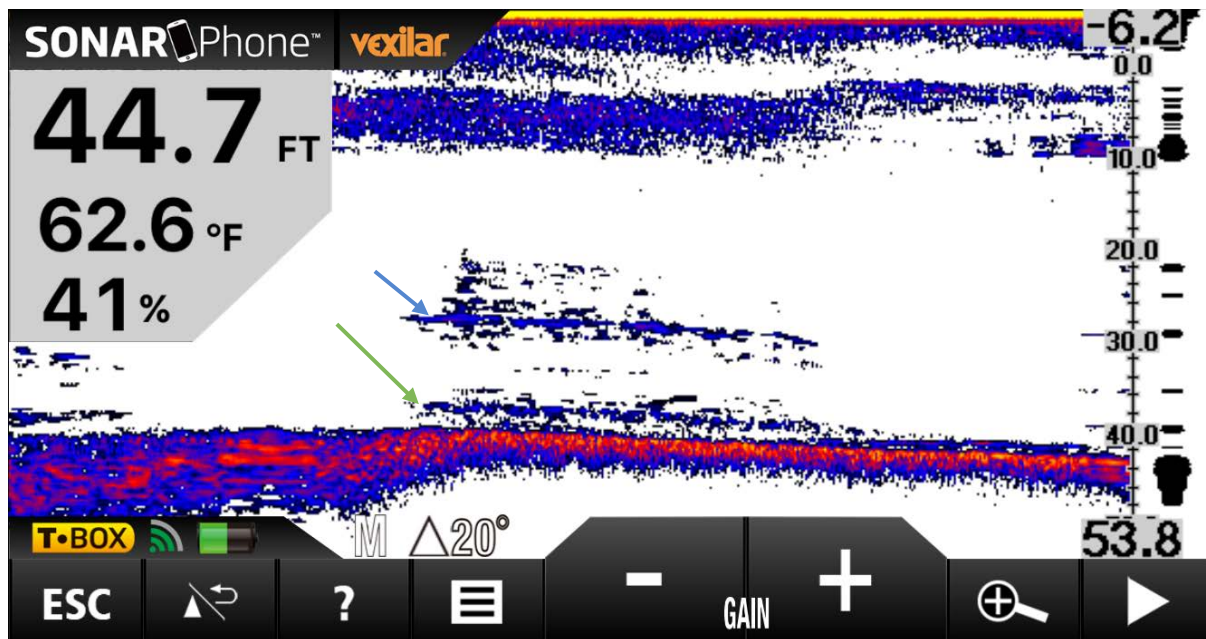 SONAR Phone™ vexilar
-6.2
0.0
44.7 FT
10.0
62.6 °F
20.0
41%
30.0
40.0
T•BOX M △20° 53.8
ESC ? - GAIN +